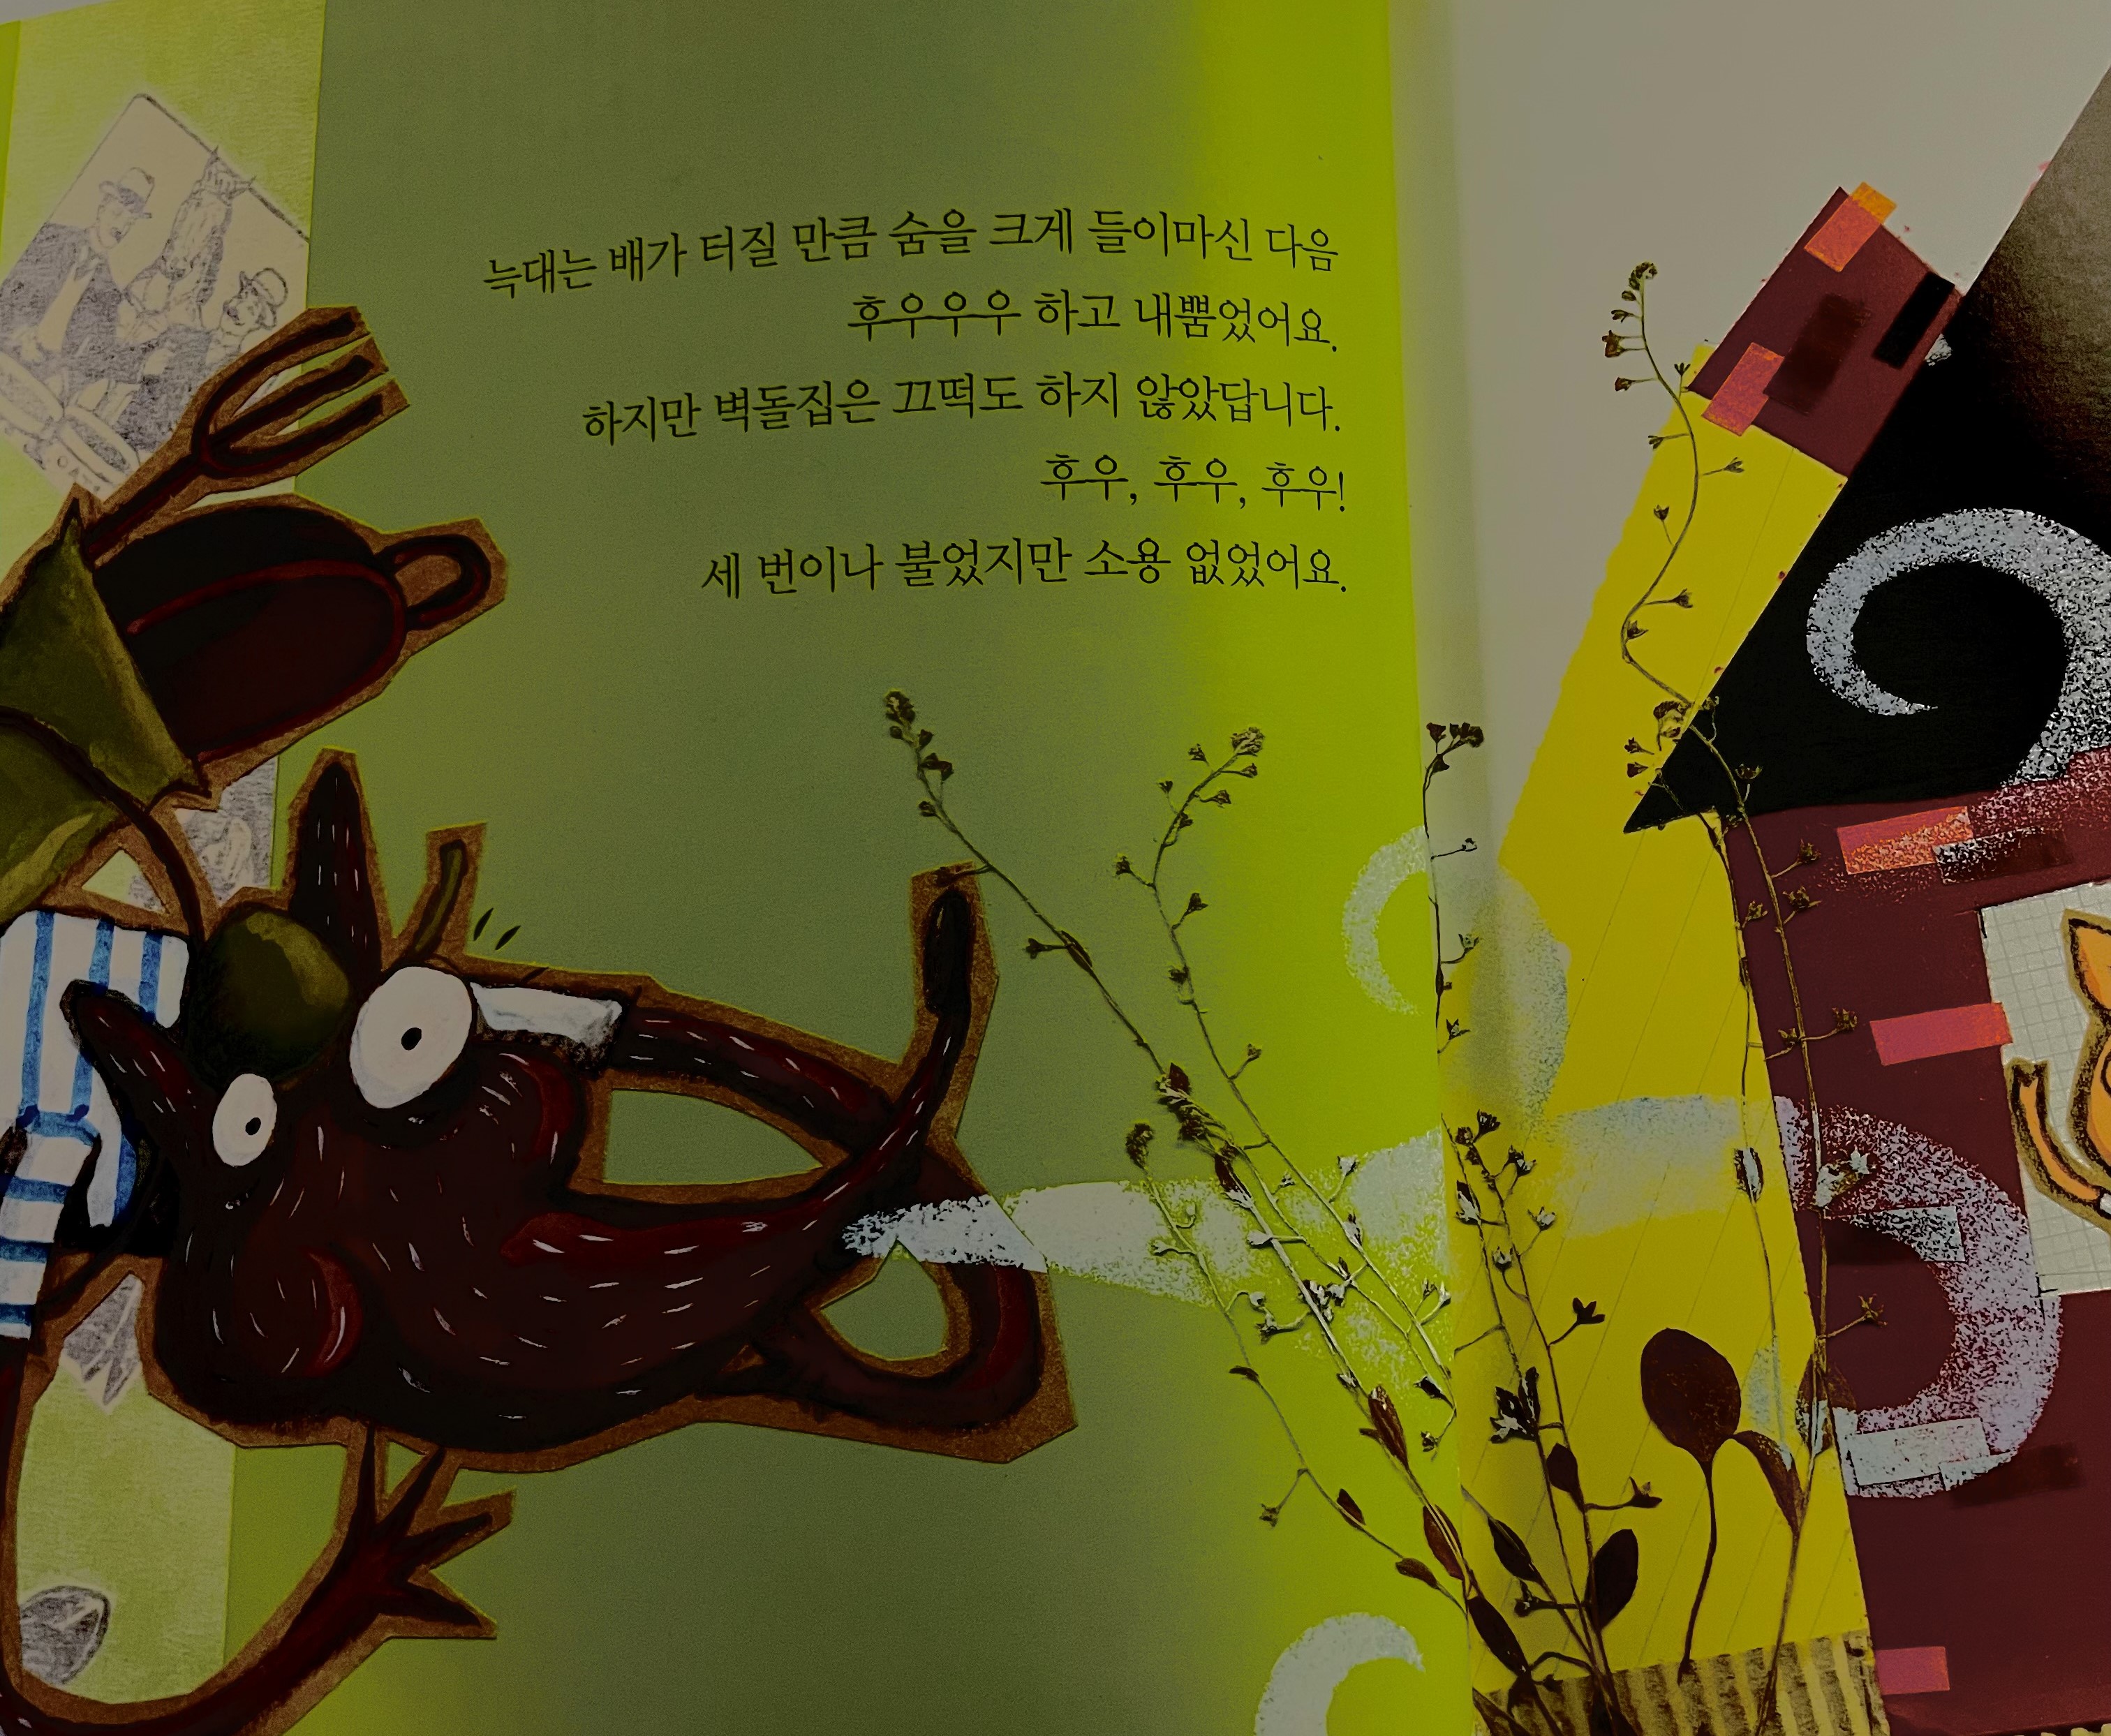 늑대는 배가 터질 만큼 숨을 크게 들이마신 다음
후우우우 하고 내뿜었어요.
하지만 벽돌집은 끄떡도 하지 않았답니다.
후우, 후우, 후우!
세 번이나 불었지만 소용 없었어요.